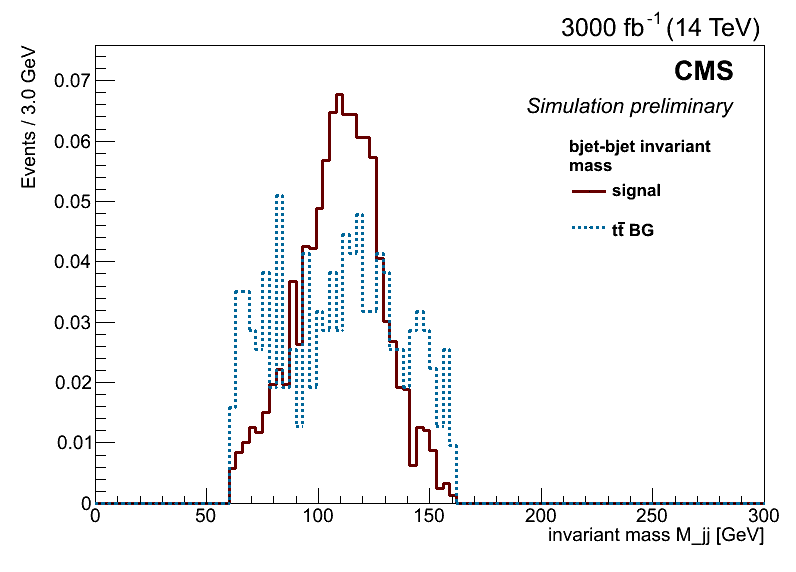 3000 fb⁻¹ (14 TeV)
CMS
Simulation preliminary
bjet-bjet invariant
mass
signal
tt̄ BG
Events / 3.0 GeV
0.07
0.06
0.05
0.04
0.03
0.02
0.01
0
0 50 100 150 200 250 300
invariant mass M_jj [GeV]